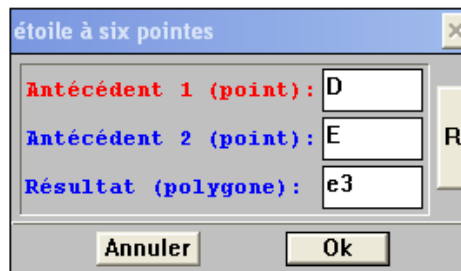 étoile à six pointes
Antécédent 1 (point): D
Antécédent 2 (point): E
R
Résultat (polygone): e3
Annuler Ok